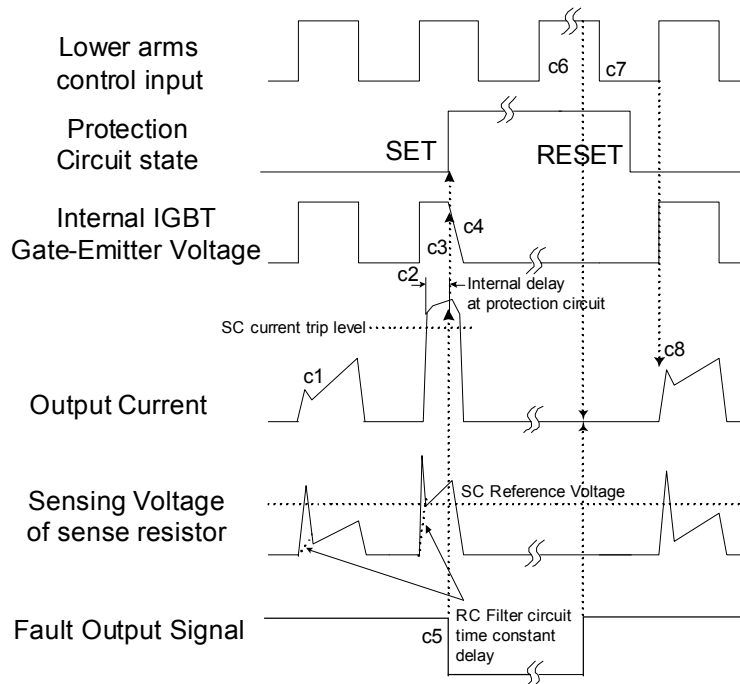 Lower arms
control input
c6
c7
Protection
Circuit state
SET
RESET
Internal IGBT
Gate-Emitter Voltage
c4
c3
c2
Internal delay
at protection circuit
SC current trip level
c1
c8
Output Current
SC Reference Voltage
Sensing Voltage
of sense resistor
Fault Output Signal
c5
RC Filter circuit
time constant
delay